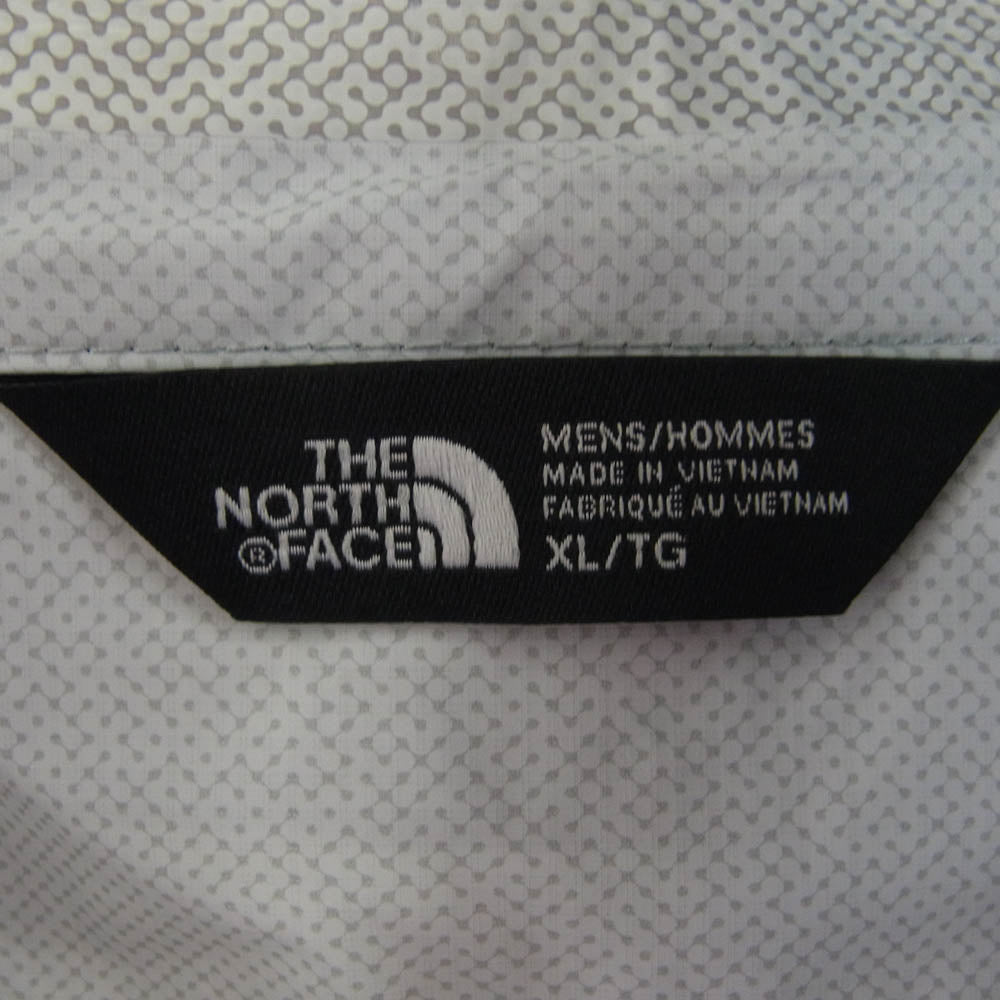 THE
NORTH
®FACE
MENS/HOMMES
MADE IN VIETNAM
FABRIQUÉ AU VIETNAM
XL/TG